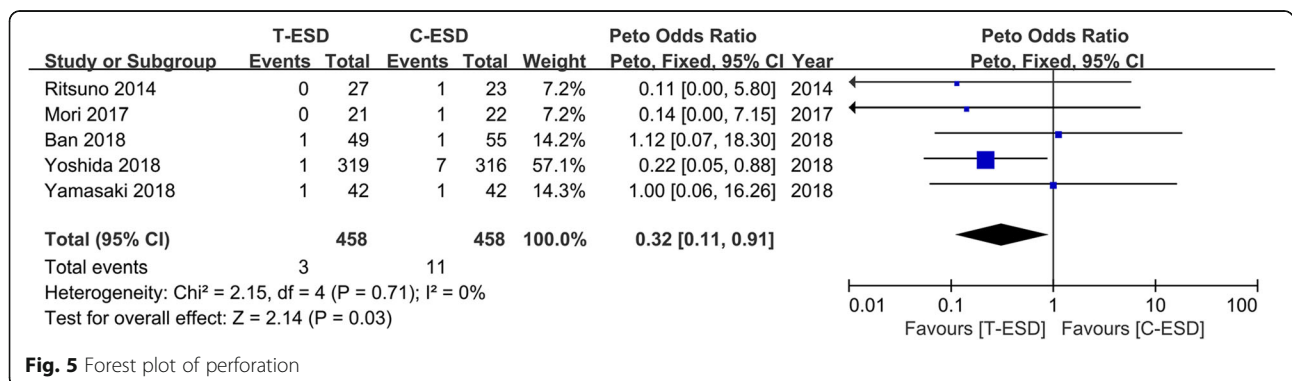 T-ESD C-ESD Peto Odds Ratio Peto Odds Ratio
Study or Subgroup Events Total Events Total Weight Peto, Fixed, 95% CI Year Peto, Fixed, 95% CI
Ritsuno 2014 0 27 1 23 7.2% 0.11 [0.00, 5.80] 2014
Mori 2017 0 21 1 22 7.2% 0.14 [0.00, 7.15] 2017
Ban 2018 1 49 1 55 14.2% 1.12 [0.07, 18.30] 2018
Yoshida 2018 1 319 7 316 57.1% 0.22 [0.05, 0.88] 2018
Yamasaki 2018 1 42 1 42 14.3% 1.00 [0.06, 16.26] 2018
Total (95% CI) 458 458 100.0% 0.32 [0.11, 0.91]
Total events 3 11
Heterogeneity: Chi² = 2.15, df = 4 (P = 0.71); I² = 0%
Test for overall effect: Z = 2.14 (P = 0.03)
0.01 0.1 1 10 100
Favours [T-ESD] Favours [C-ESD]
Fig. 5 Forest plot of perforation